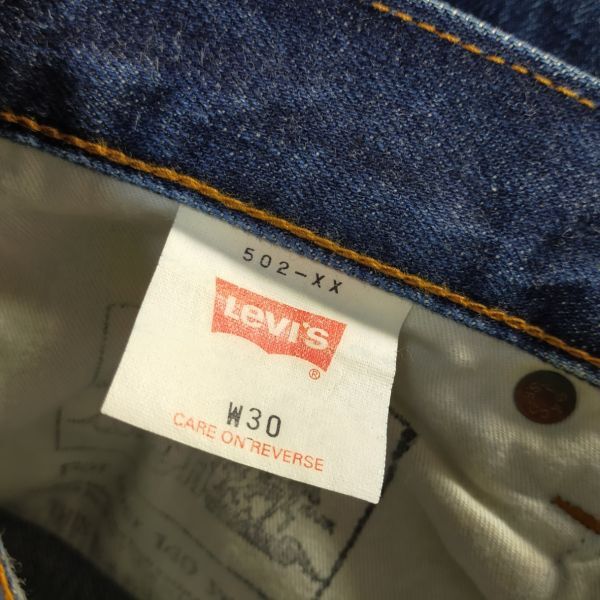 502-XX
Levi's
®
W30
CARE ON REVERSE